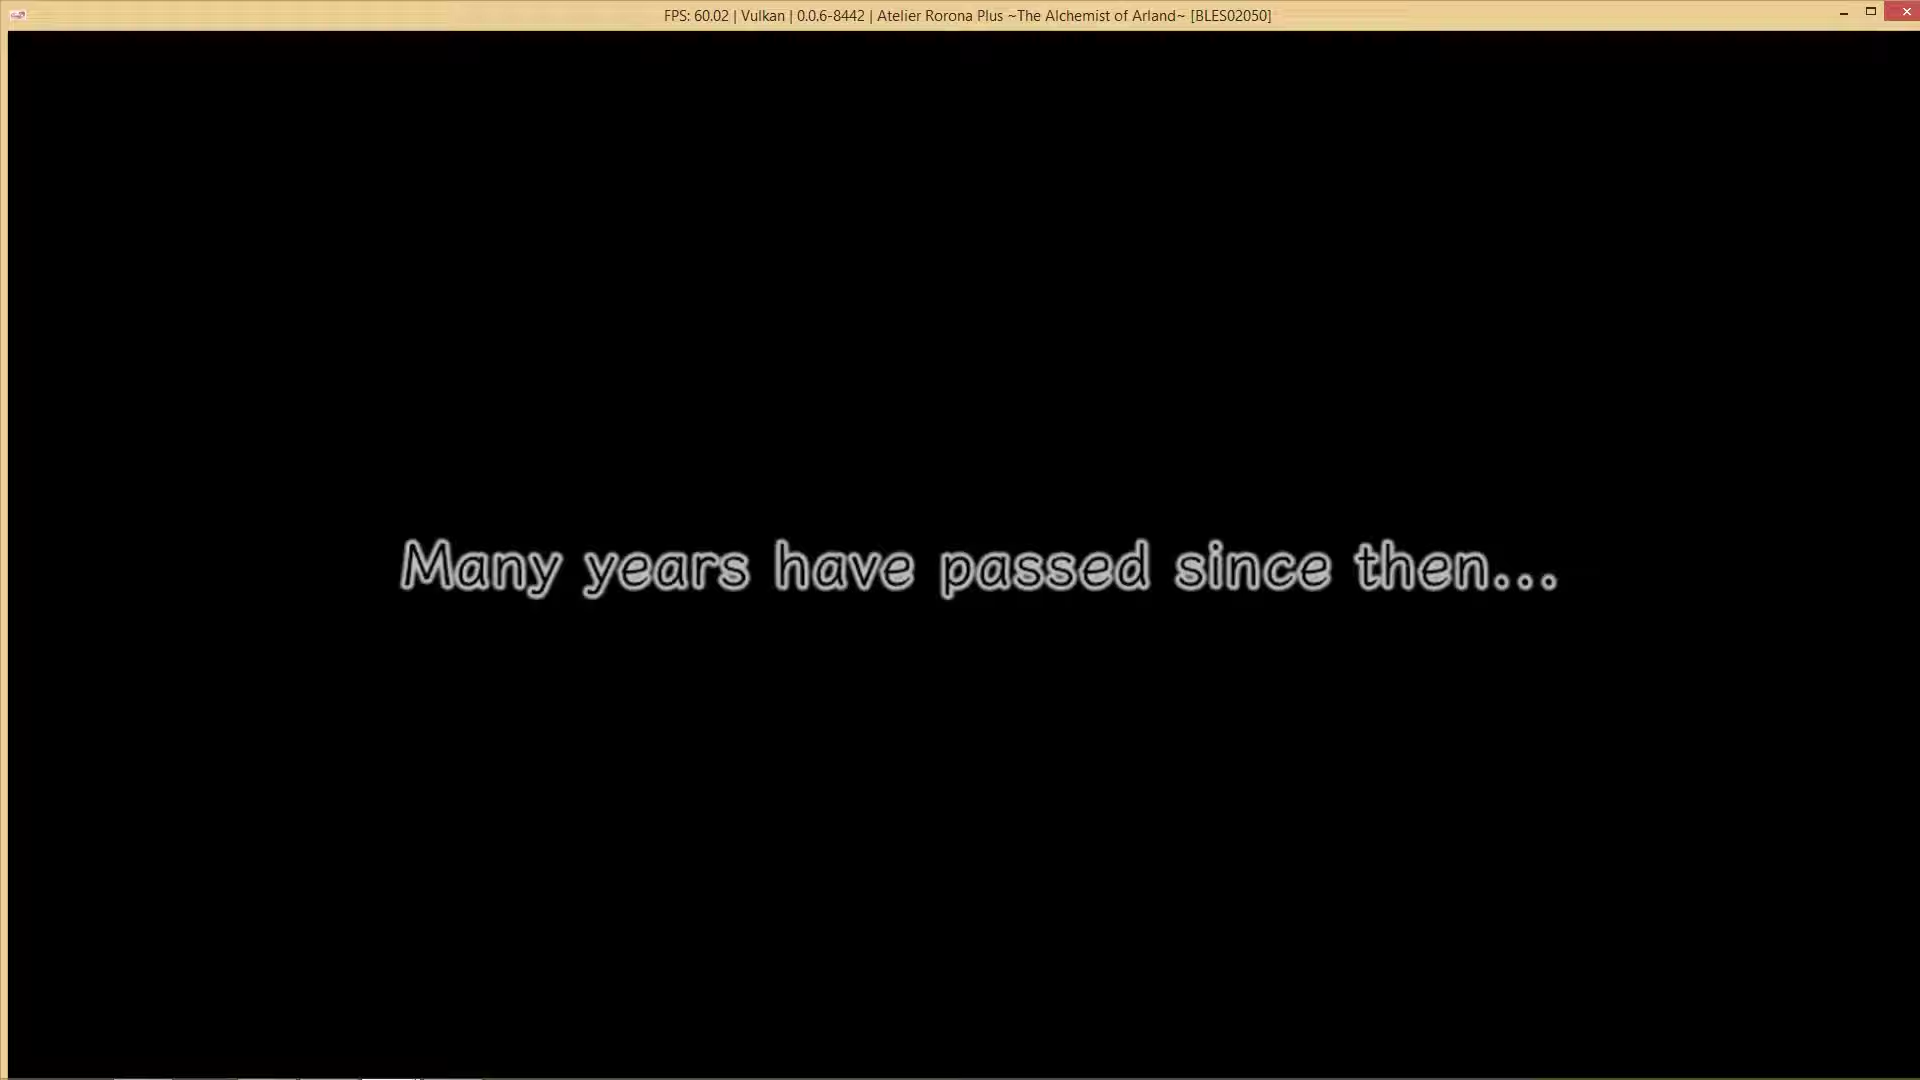 FPS: 60.02 | Vulkan | 0.0.6-8442 | Atelier Rorona Plus ~The Alchemist of Arland~ [BLES02050]
Many years have passed since then...